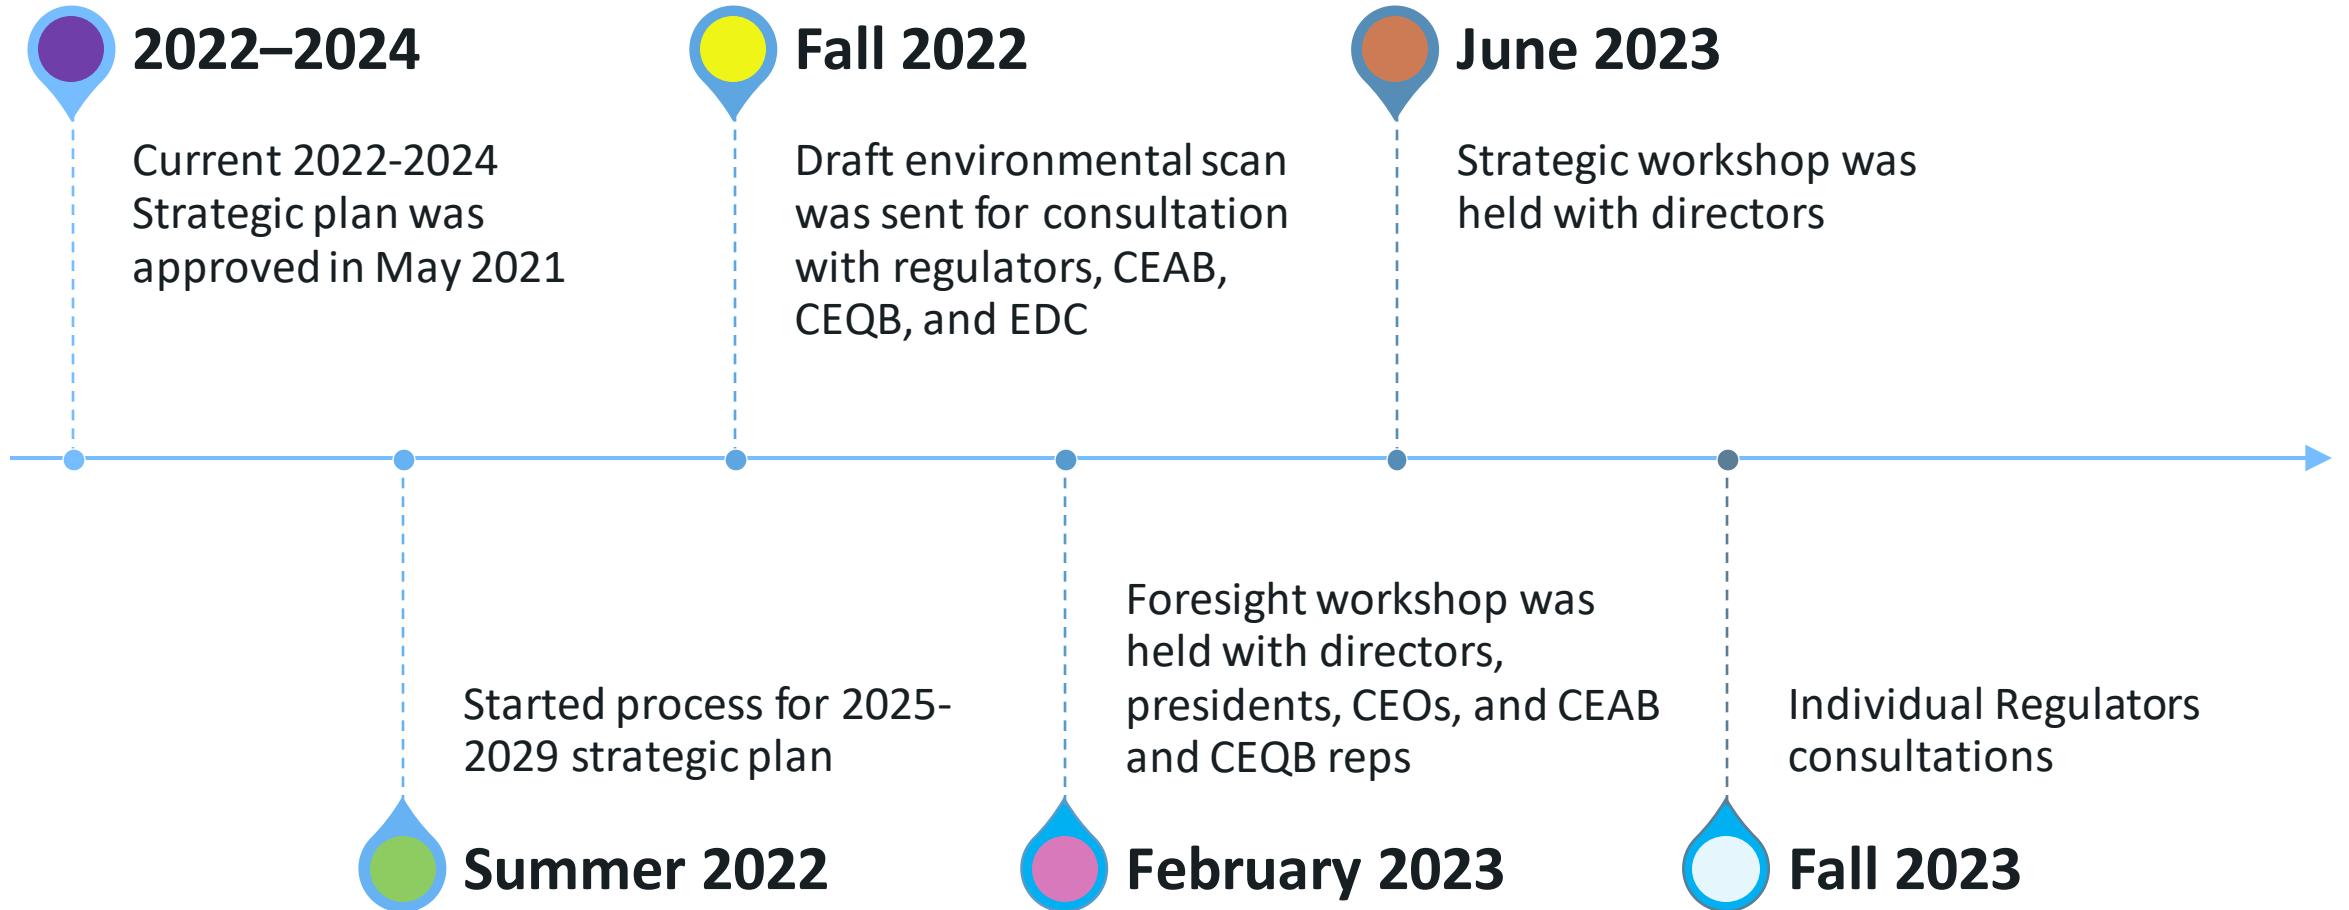 2022–2024
Current 2022-2024
Strategic plan was
approved in May 2021
Started process for 2025-
2029 strategic plan
Summer 2022
Fall 2022
Draft environmental scan
was sent for consultation
with regulators, CEAB,
CEQB, and EDC
Foresight workshop was
held with directors,
presidents, CEOs, and CEAB
and CEQB reps
February 2023
June 2023
Strategic workshop was
held with directors
Individual Regulators
consultations
Fall 2023